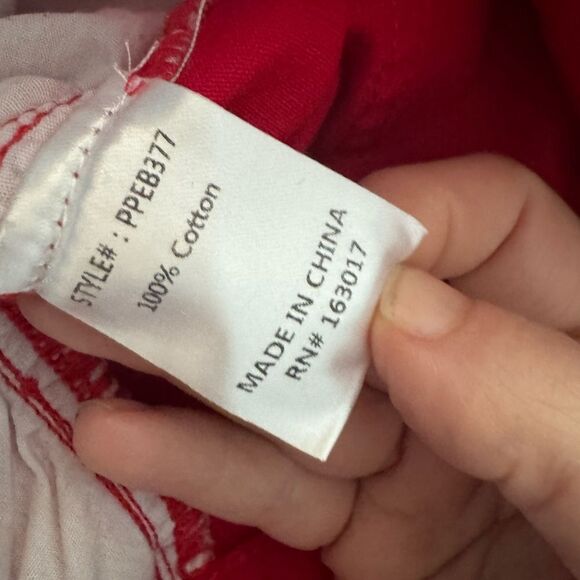 STYLE# : PPEB377
100% Cotton
MADE IN CHINA
RN# 163017